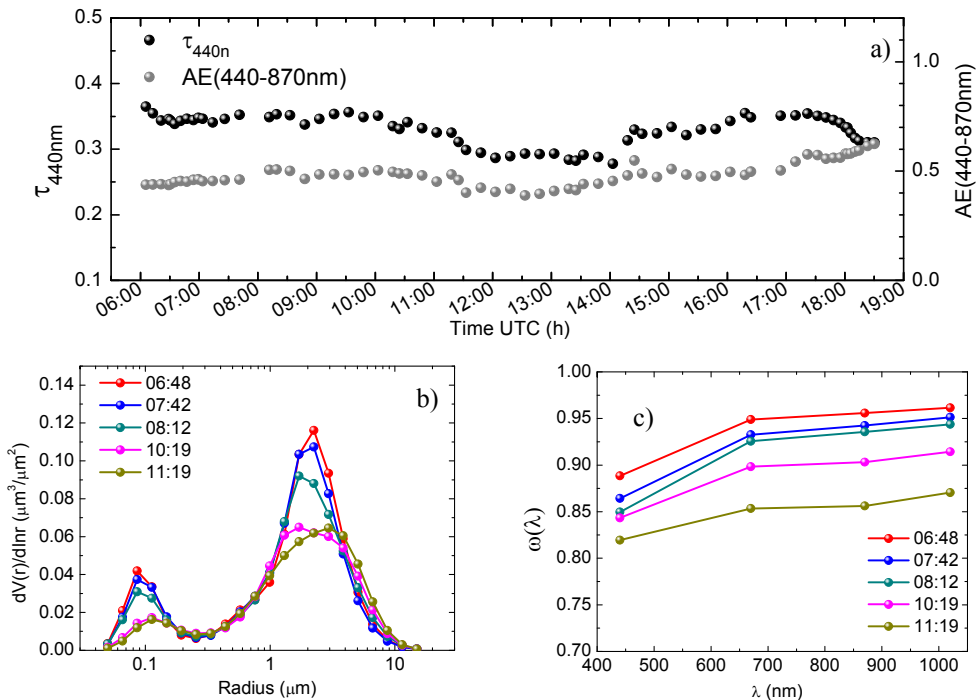 a)
τ440n
AE(440-870nm)
0.5
0.4
0.3
0.2
0.1
τ440nm
1.0
0.5
0.0
AE(440-870nm)
06:00 07:00 08:00 09:00 10:00 11:00 12:00 13:00 14:00 15:00 16:00 17:00 18:00 19:00
Time UTC (h)
b)
06:48
07:42
08:12
10:19
11:19
0.14
0.12
0.10
0.08
0.06
0.04
0.02
0.00
dV(r)/dlnr (μm³/μm²)
0.1 1 10
Radius (μm)
c)
1.00
0.95
0.90
0.85
0.80
0.75
0.70
ω(λ)
06:48
07:42
08:12
10:19
11:19
400 500 600 700 800 900 1000
λ (nm)